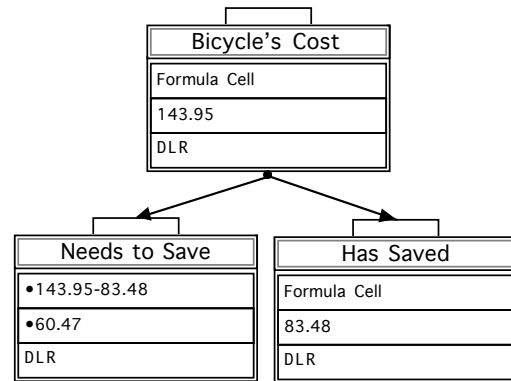 Bicycle's Cost
Formula Cell
143.95
DLR
Needs to Save
•143.95-83.48
•60.47
DLR
Has Saved
Formula Cell
83.48
DLR